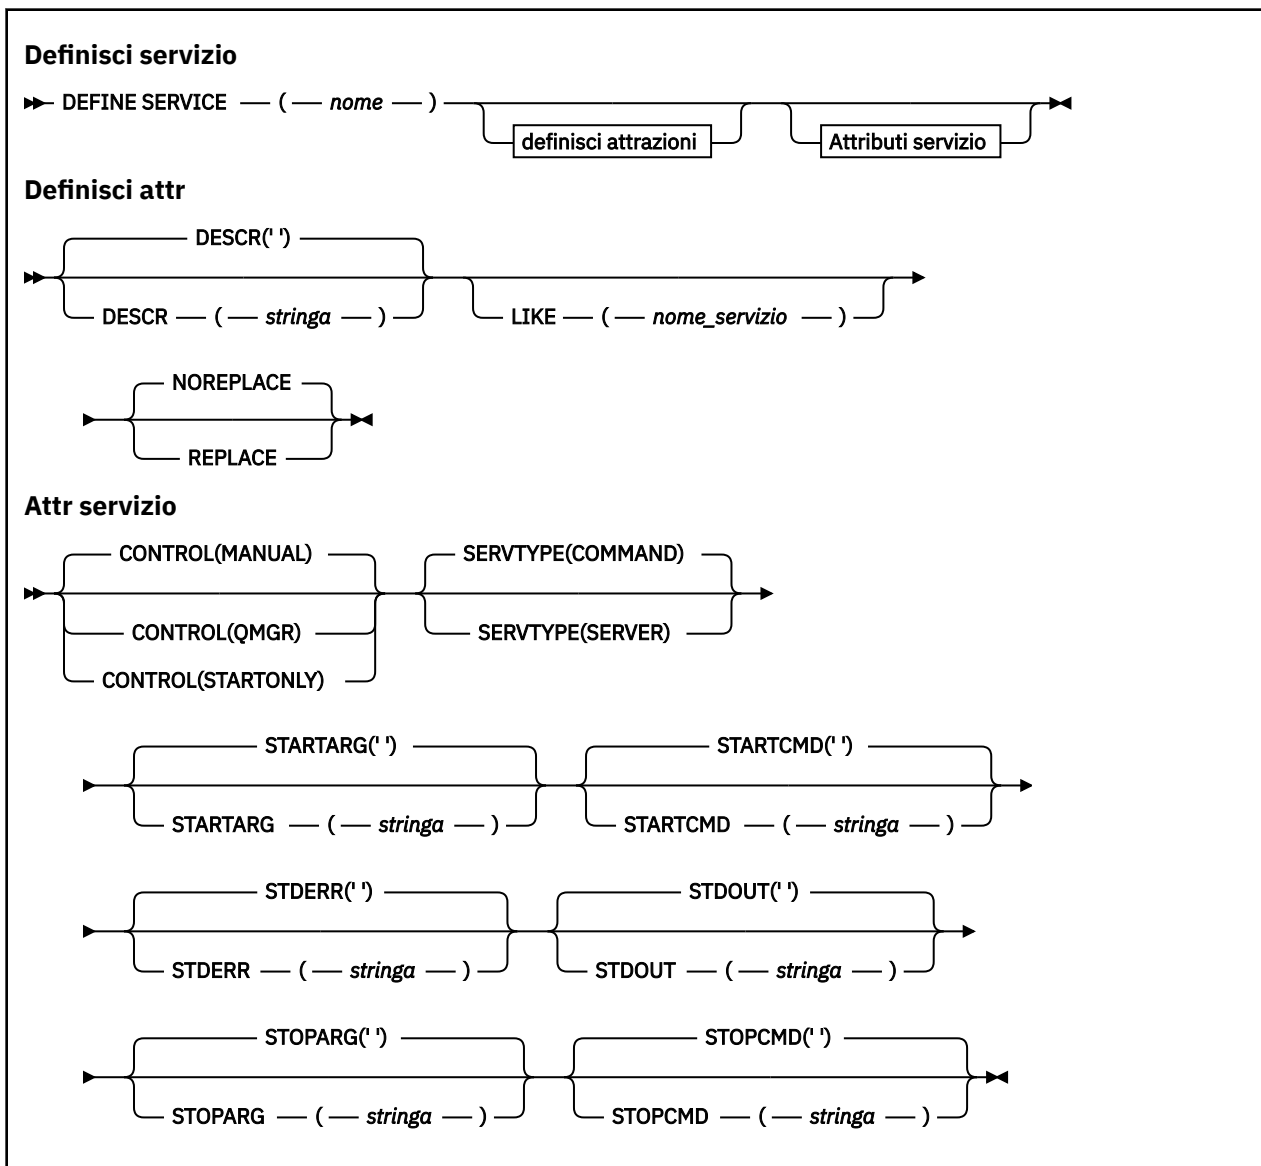 Definisci servizio
DEFINE SERVICE ( nome )
definisci attrazioni
Attributi servizio
Definisci attr
DESCR(' ')
DESCR ( stringa )
LIKE ( nome_servizio )
NOREPLACE
REPLACE
Attr servizio
CONTROL(MANUAL)
CONTROL(QMGR)
CONTROL(STARTONLY)
SERVTYPE(COMMAND)
SERVTYPE(SERVER)
STARTARG(' ')
STARTARG ( stringa )
STARTCMD(' ')
STARTCMD ( stringa )
STDERR(' ')
STDERR ( stringa )
STDOUT(' ')
STDOUT ( stringa )
STOPARG(' ')
STOPARG ( stringa )
STOPCMD(' ')
STOPCMD ( stringa )